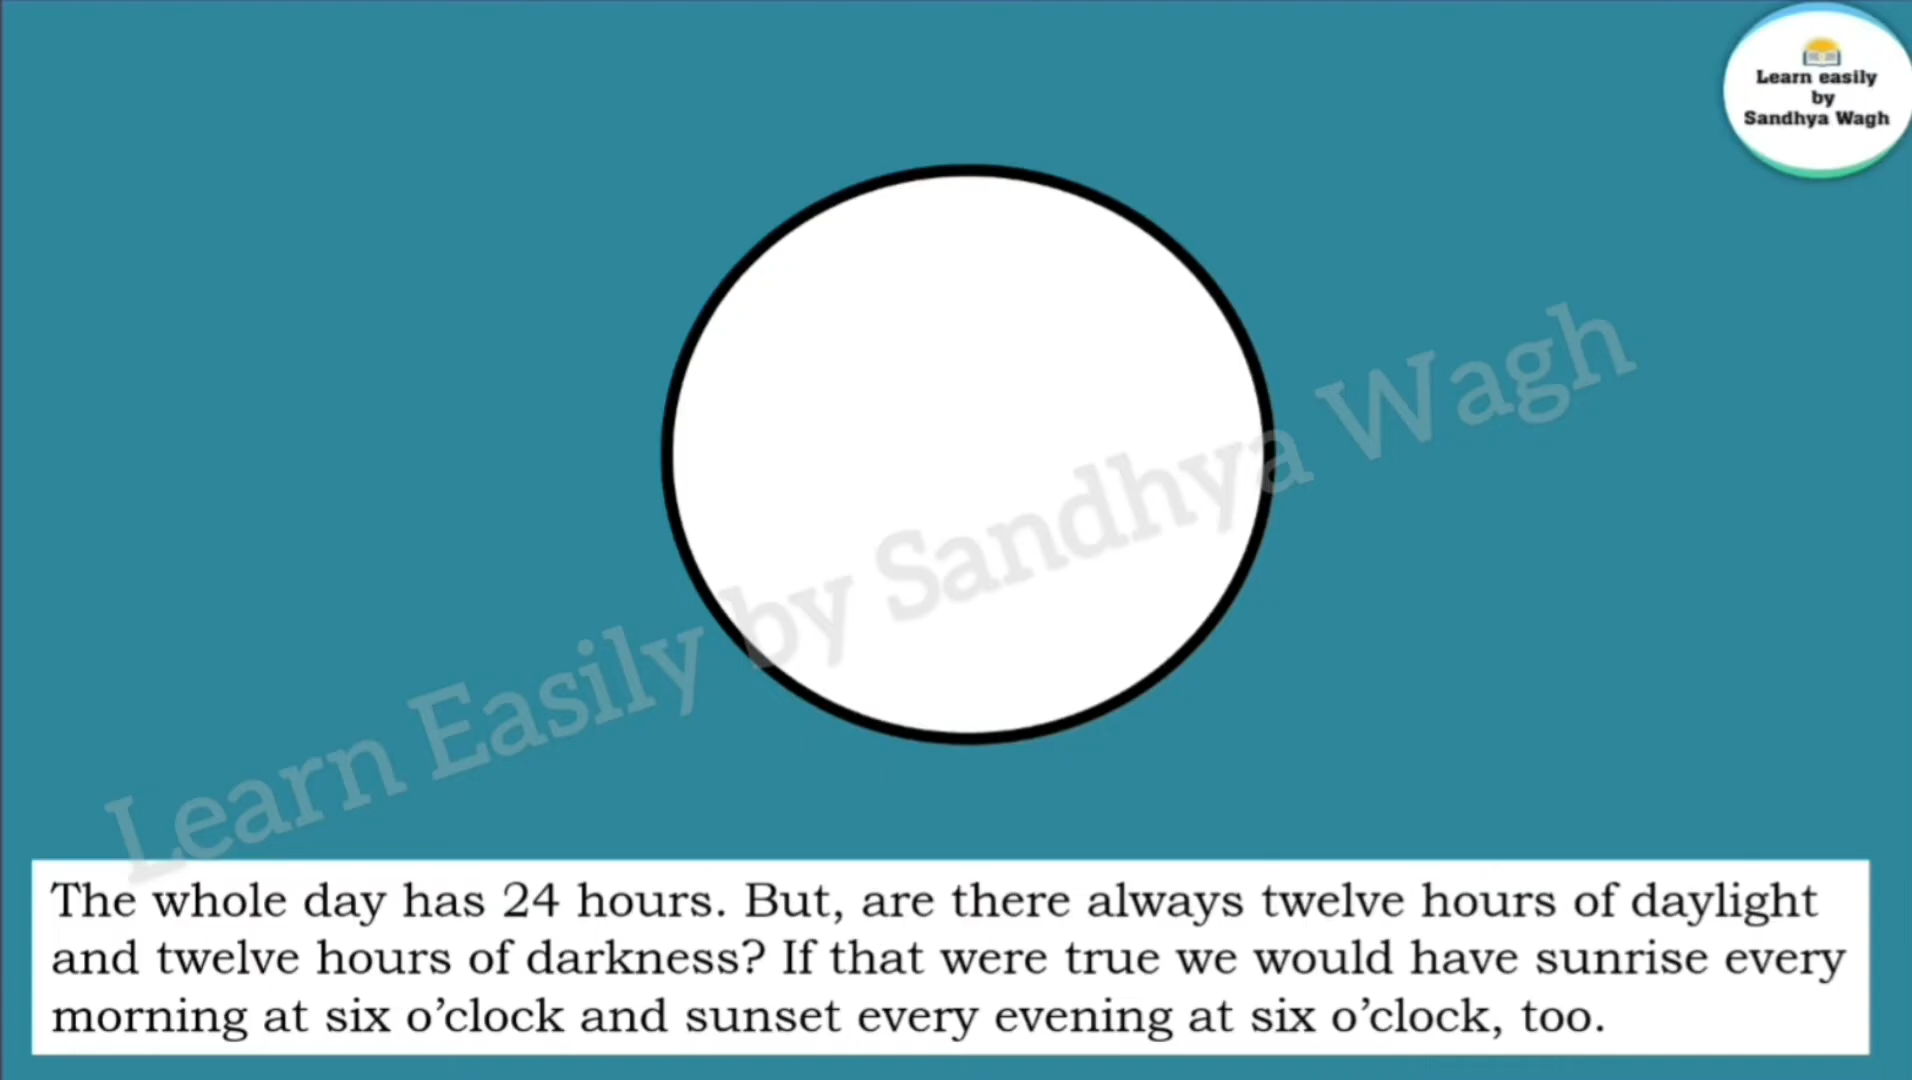 Learn easily
by
Sandhya Wagh
Learn Easily by Sandhya Wagh
The whole day has 24 hours. But, are there always twelve hours of daylight
and twelve hours of darkness? If that were true we would have sunrise every
morning at six o’clock and sunset every evening at six o’clock, too.